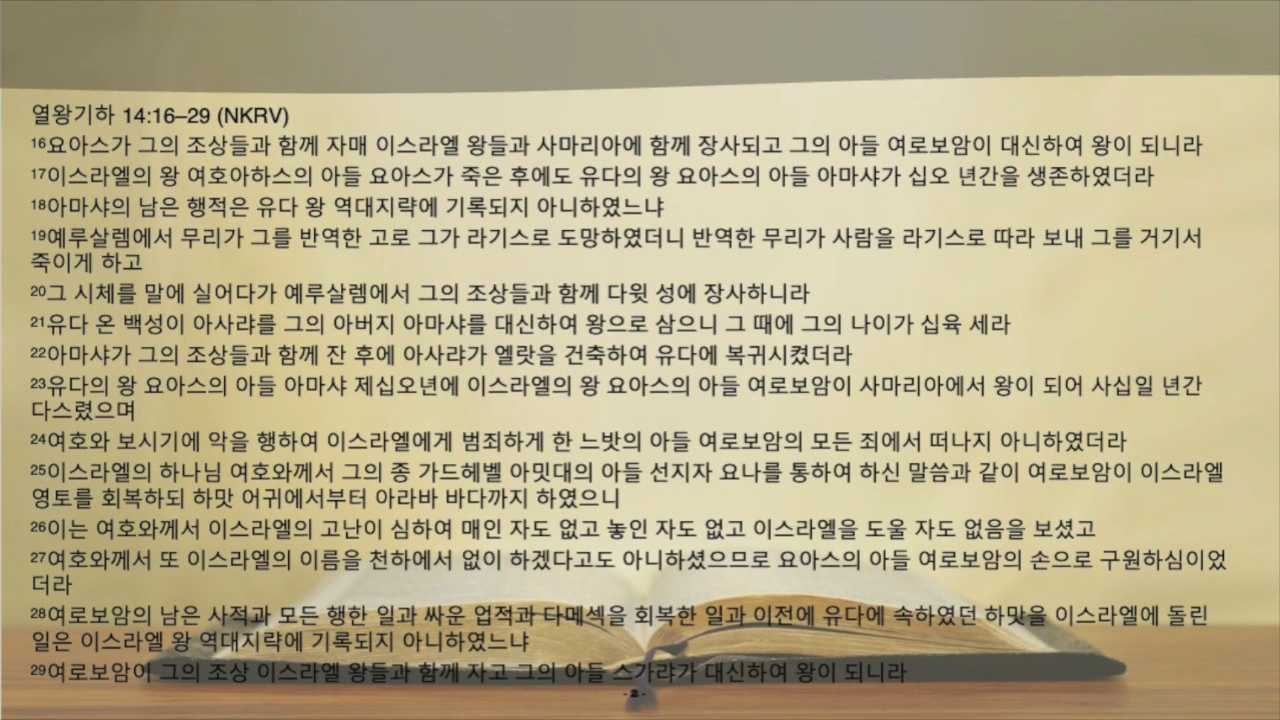 열왕기하 14:16–29 (NKRV)
16요아스가 그의 조상들과 함께 자매 이스라엘 왕들과 사마리아에 함께 장사되고 그의 아들 여로보암이 대신하여 왕이 되니라
17이스라엘의 왕 여호아하스의 아들 요아스가 죽은 후에도 유다의 왕 요아스의 아들 아마샤가 십오 년간을 생존하였더라
18아마샤의 남은 행적은 유다 왕 역대지략에 기록되지 아니하였느냐
19예루살렘에서 무리가 그를 반역한 고로 그가 라기스로 도망하였더니 반역한 무리가 사람을 라기스로 따라 보내 그를 거기서
죽이게 하고
20그 시체를 말에 실어다가 예루살렘에서 그의 조상들과 함께 다윗 성에 장사하니라
21유다 온 백성이 아사랴를 그의 아버지 아마샤를 대신하여 왕으로 삼으니 그 때에 그의 나이가 십육 세라
22아마샤가 그의 조상들과 함께 잔 후에 아사랴가 엘랏을 건축하여 유다에 복귀시켰더라
23유다의 왕 요아스의 아들 아마샤 제십오년에 이스라엘의 왕 요아스의 아들 여로보암이 사마리아에서 왕이 되어 사십일 년간
다스렸으며
24여호와 보시기에 악을 행하여 이스라엘에게 범죄하게 한 느밧의 아들 여로보암의 모든 죄에서 떠나지 아니하였더라
25이스라엘의 하나님 여호와께서 그의 종 가드헤벨 아밋대의 아들 선지자 요나를 통하여 하신 말씀과 같이 여로보암이 이스라엘
영토를 회복하되 하맛 어귀에서부터 아라바 바다까지 하였으니
26이는 여호와께서 이스라엘의 고난이 심하여 매인 자도 없고 놓인 자도 없고 이스라엘을 도울 자도 없음을 보셨고
27여호와께서 또 이스라엘의 이름을 천하에서 없이 하겠다고도 아니하셨으므로 요아스의 아들 여로보암의 손으로 구원하심이었
더라
28여로보암의 남은 사적과 모든 행한 일과 싸운 업적과 다메섹을 회복한 일과 이전에 유다에 속하였던 하맛을 이스라엘에 돌린
일은 이스라엘 왕 역대지략에 기록되지 아니하였느냐
29여로보암이 그의 조상 이스라엘 왕들과 함께 자고 그의 아들 스가랴가 대신하여 왕이 되니라
- 2 -